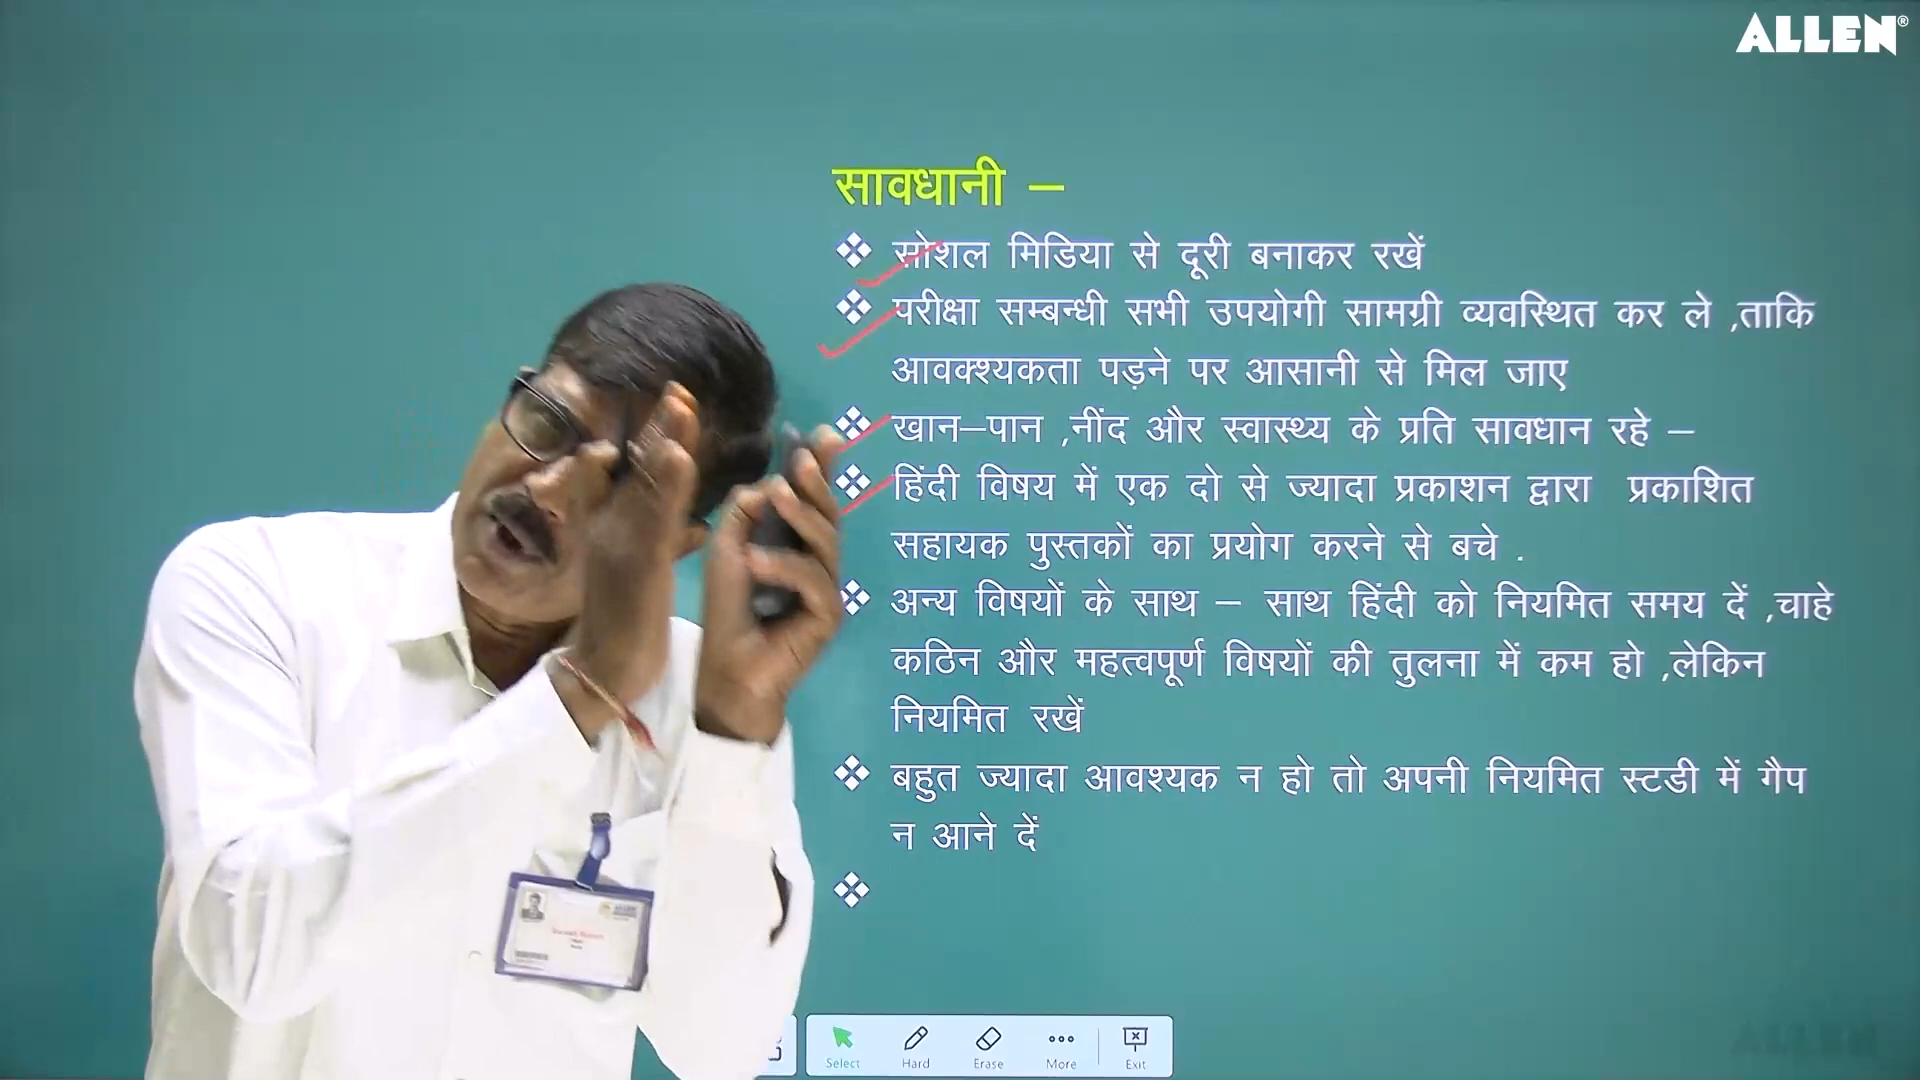 ALLEN®
सावधानी –
❖ सोशल मिडिया से दूरी बनाकर रखें
❖ परीक्षा सम्बन्धी सभी उपयोगी सामग्री व्यवस्थित कर ले ,ताकि
आवक्श्यकता पड़ने पर आसानी से मिल जाए
❖ खान–पान ,नींद और स्वास्थ्य के प्रति सावधान रहे –
❖ हिंदी विषय में एक दो से ज्यादा प्रकाशन द्वारा प्रकाशित
सहायक पुस्तकों का प्रयोग करने से बचे .
❖ अन्य विषयों के साथ – साथ हिंदी को नियमित समय दें ,चाहे
कठिन और महत्वपूर्ण विषयों की तुलना में कम हो ,लेकिन
नियमित रखें
❖ बहुत ज्यादा आवश्यक न हो तो अपनी नियमित स्टडी में गैप
न आने दें
❖
Select Hard Erase More Exit
ALLEN